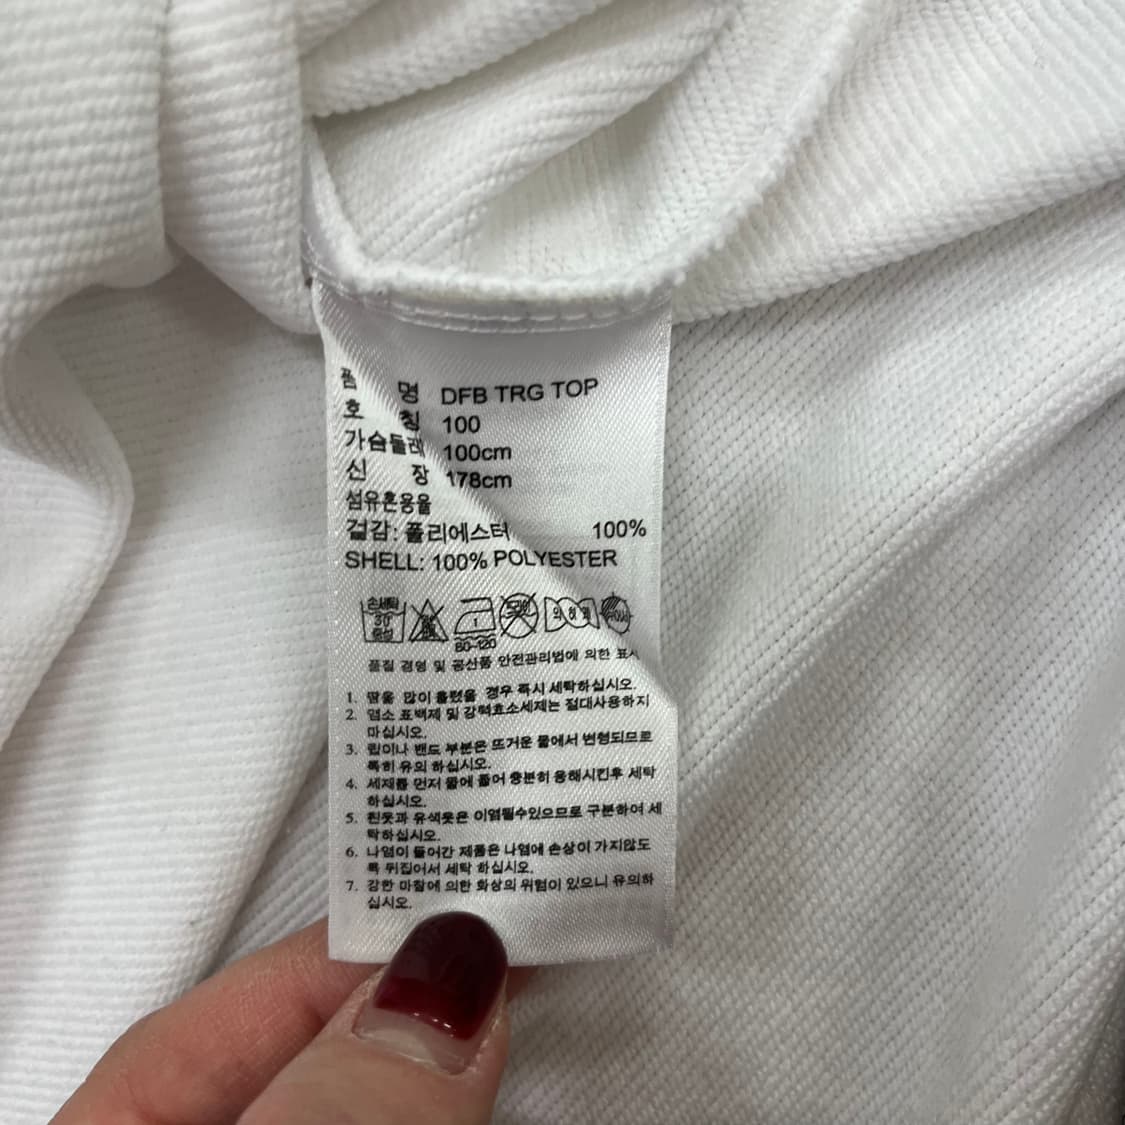 품 명 DFB TRG TOP
호 칭 100
가슴둘레 100cm
신 장 178cm
섬유혼용율
겉감: 폴리에스터 100%
SHELL: 100% POLYESTER
손세탁
30
중성
1
80~120
품질 경영 및 공산품 안전관리법에 의한 표시
1. 땀을 많이 흘렸을 경우 즉시 세탁하십시오.
2. 염소 표백제 및 강력효소세제는 절대사용하지
마십시오.
3. 립이나 밴드 부분은 뜨거운 물에서 변형되므로
특히 유의 하십시오.
4. 세재를 먼저 물에 풀어 충분히 용해시킨후 세탁
하십시오.
5. 흰옷과 유색옷은 이염될수있으므로 구분하여 세
탁하십시오.
6. 나염이 들어간 제품은 나염에 손상이 가지않도
록 뒤집어서 세탁 하십시오.
7. 강한 마찰에 의한 화상의 위험이 있으니 유의하
십시오.